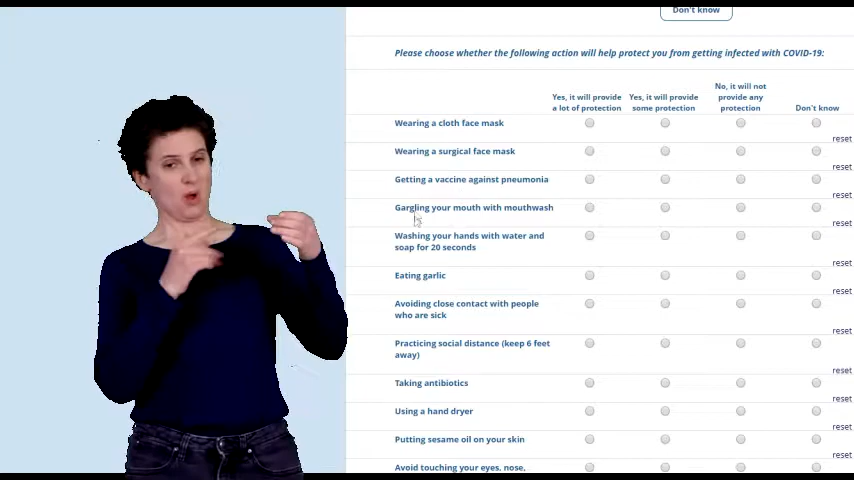 Don't know
Please choose whether the following action will help protect you from getting infected with COVID-19:
Yes, it will provide a lot of protection
Yes, it will provide some protection
No, it will not provide any protection
Don't know
Wearing a cloth face mask
reset
Wearing a surgical face mask
reset
Getting a vaccine against pneumonia
reset
Gargling your mouth with mouthwash
reset
Washing your hands with water and
soap for 20 seconds
reset
Eating garlic
reset
Avoiding close contact with people
who are sick
reset
Practicing social distance (keep 6 feet
away)
reset
Taking antibiotics
reset
Using a hand dryer
reset
Putting sesame oil on your skin
reset
Avoid touching your eyes, nose,